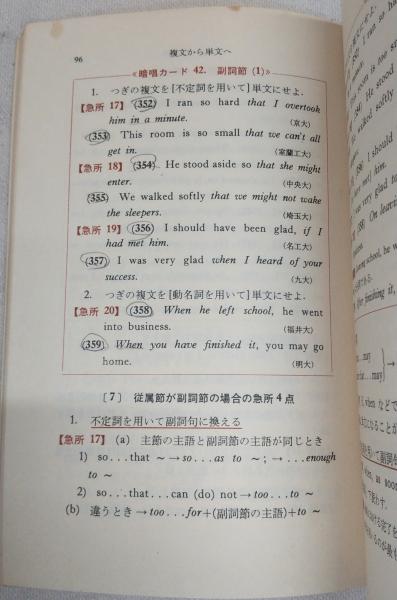 96
複文から単文へ
≪暗唱カード 42. 副詞節 (1)≫
1. つぎの複文を[不定詞を用いて]単文にせよ.
【急所 17】 (352) I ran so hard that I overtook
him in a minute. (京大)
(353) This room is so small that we can't all
get in. (室蘭工大)
【急所 18】 (354) He stood aside so that she might
enter. (中央大)
(355) We walked softly that we might not wake
the sleepers. (埼玉大)
【急所 19】 (356) I should have been glad, if I
had met him. (名工大)
(357) I was very glad when I heard of your
success. (九大)
2. つぎの複文を[動名詞を用いて]単文にせよ.
【急所 20】 (358) When he left school, he went
into business. (福井大)
(359) When you have finished it, you may go
home. (明大)
[7] 従属節が副詞節の場合の急所4点
1. 不定詞を用いて副詞句に換える
【急所 17】 (a) 主節の主語と副詞節の主語が同じとき
1) so...that ～→so...as to ～; →...enough
to ～
2) so...that...can (do) not→too...to ～
(b) 違うとき→too...for+(副詞節の主語)+to ～